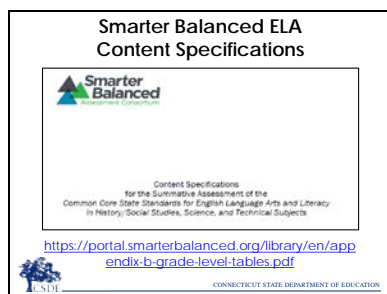 Smarter Balanced ELA
Content Specifications
Smarter
Balanced
Assessment Consortium
Content Specifications
for the Summative Assessment of the
Common Core State Standards for English Language Arts and Literacy
in History/Social Studies, Science, and Technical Subjects
https://portal.smarterbalanced.org/library/en/app
endix-b-grade-level-tables.pdf
CSDE
CONNECTICUT STATE DEPARTMENT OF EDUCATION